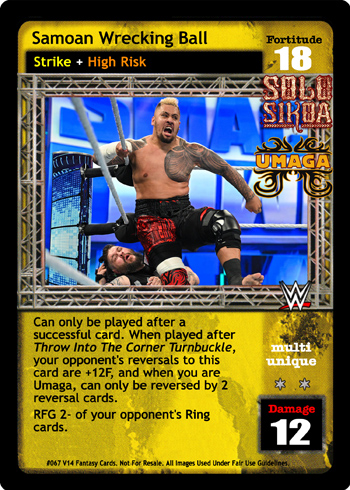 Samoan Wrecking Ball
Fortitude
18
Strike + High Risk
SOLO
SIKOA
UMAGA
W
Can only be played after a
successful card. When played after
Throw Into The Corner Turnbuckle,
your opponent's reversals to this
card are +12F, and when you are
Umaga, can only be reversed by 2
reversal cards.
RFG 2- of your opponent's Ring
cards.
multi
unique
Damage
12
#067 V14 Fantasy Cards. Not For Resale. All Images Used Under Fair Use Guidelines.